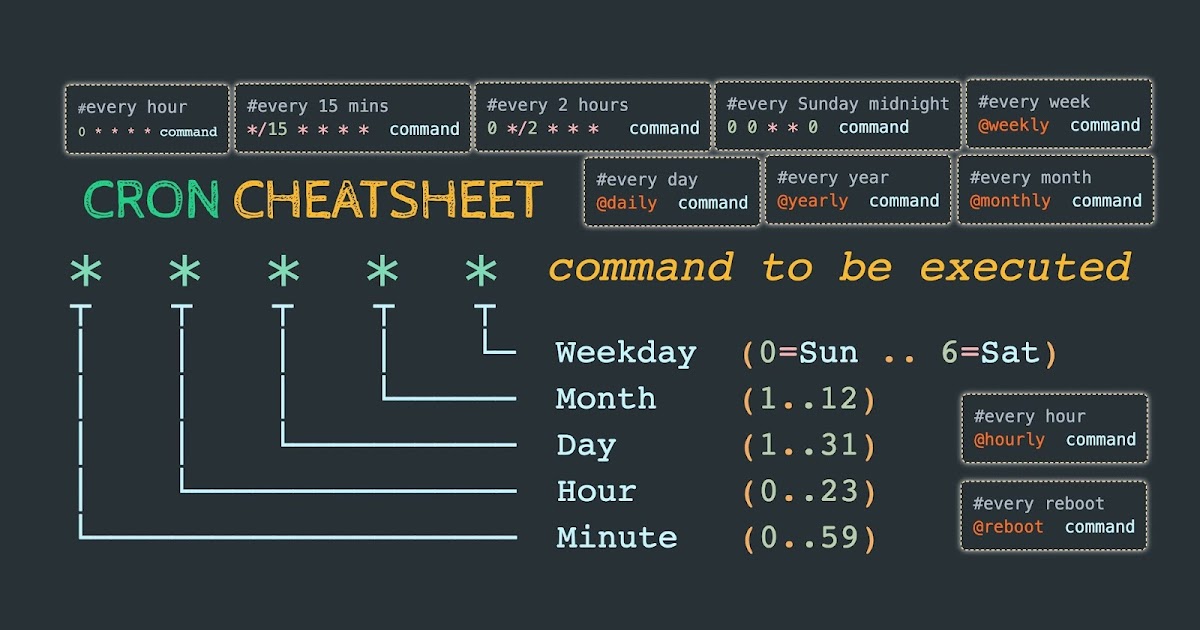 #every hour
0 * * * * command
#every 15 mins
*/15 * * * * command
#every 2 hours
0 */2 * * * command
#every Sunday midnight
0 0 * * 0 command
#every week
@weekly command
#every day
@daily command
#every year
@yearly command
#every month
@monthly command
CRON CHEATSHEET
* * * * * command to be executed
Weekday (0=Sun .. 6=Sat)
Month (1..12)
Day (1..31)
Hour (0..23)
Minute (0..59)
#every hour
@hourly command
#every reboot
@reboot command